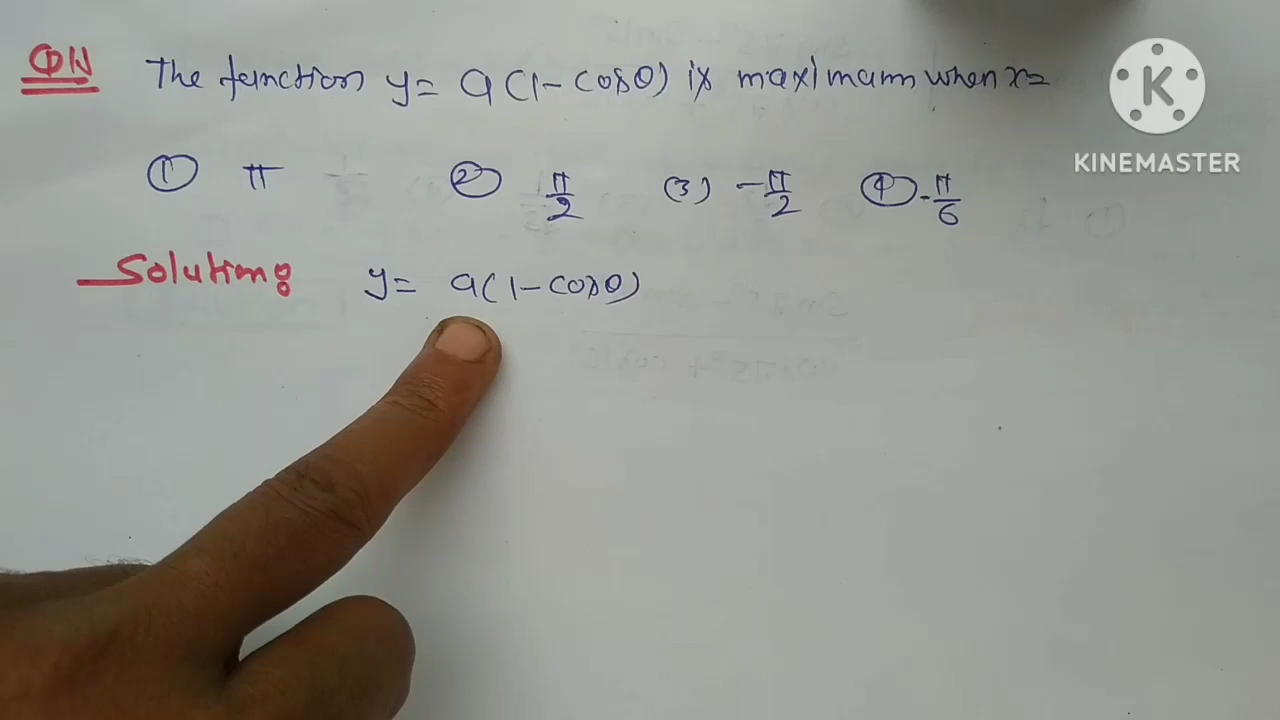 QN The function y = a(1-cosθ) is maximum when x=
① π ② π/2 (3) -π/2 ④ -π/6
Solution: y = a(1-cosθ)
K
KINEMASTER